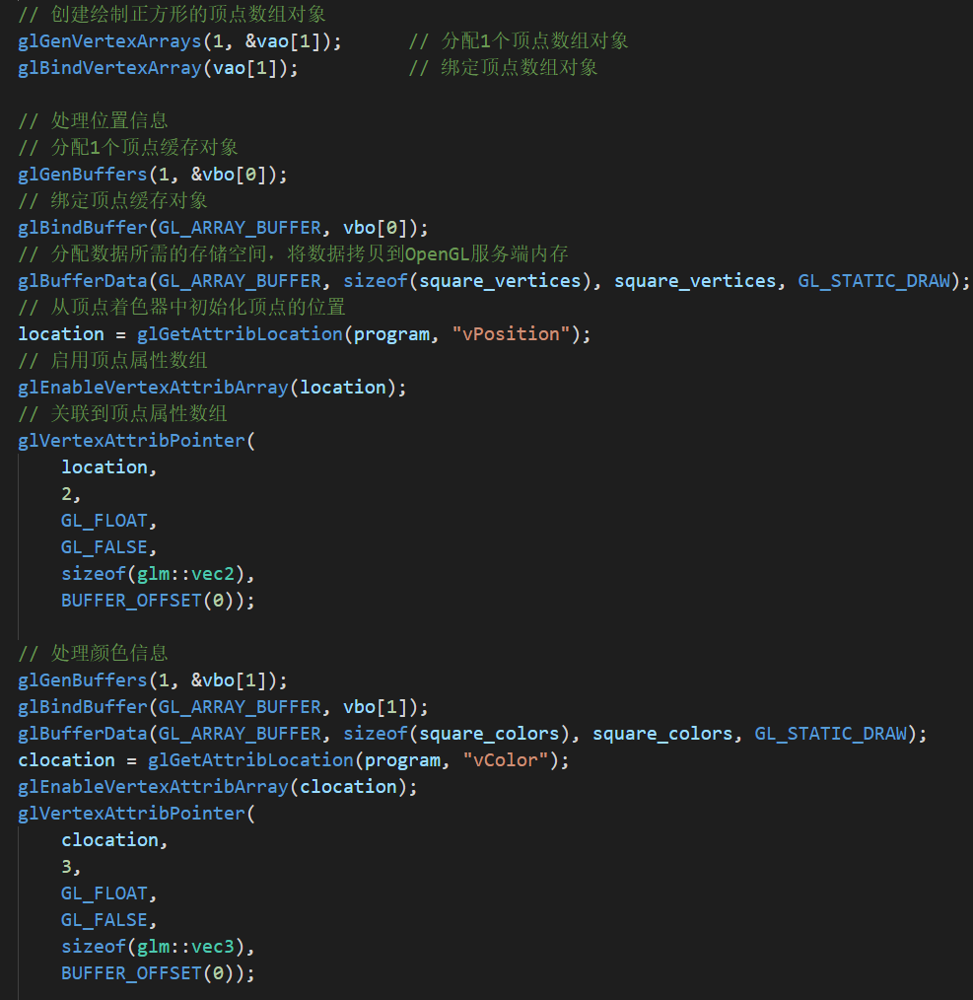 // 创建绘制正方形的顶点数组对象
glGenVertexArrays(1, &vao[1]);      // 分配1个顶点数组对象
glBindVertexArray(vao[1]);          // 绑定顶点数组对象
// 处理位置信息
// 分配1个顶点缓存对象
glGenBuffers(1, &vbo[0]);
// 绑定顶点缓存对象
glBindBuffer(GL_ARRAY_BUFFER, vbo[0]);
// 分配数据所需的存储空间，将数据拷贝到OpenGL服务端内存
glBufferData(GL_ARRAY_BUFFER, sizeof(square_vertices), square_vertices, GL_STATIC_DRAW);
// 从顶点着色器中初始化顶点的位置
location = glGetAttribLocation(program, "vPosition");
// 启用顶点属性数组
glEnableVertexAttribArray(location);
// 关联到顶点属性数组
glVertexAttribPointer(
    location,
    2,
    GL_FLOAT,
    GL_FALSE,
    sizeof(glm::vec2),
    BUFFER_OFFSET(0));
// 处理颜色信息
glGenBuffers(1, &vbo[1]);
glBindBuffer(GL_ARRAY_BUFFER, vbo[1]);
glBufferData(GL_ARRAY_BUFFER, sizeof(square_colors), square_colors, GL_STATIC_DRAW);
clocation = glGetAttribLocation(program, "vColor");
glEnableVertexAttribArray(clocation);
glVertexAttribPointer(
    clocation,
    3,
    GL_FLOAT,
    GL_FALSE,
    sizeof(glm::vec3),
    BUFFER_OFFSET(0));